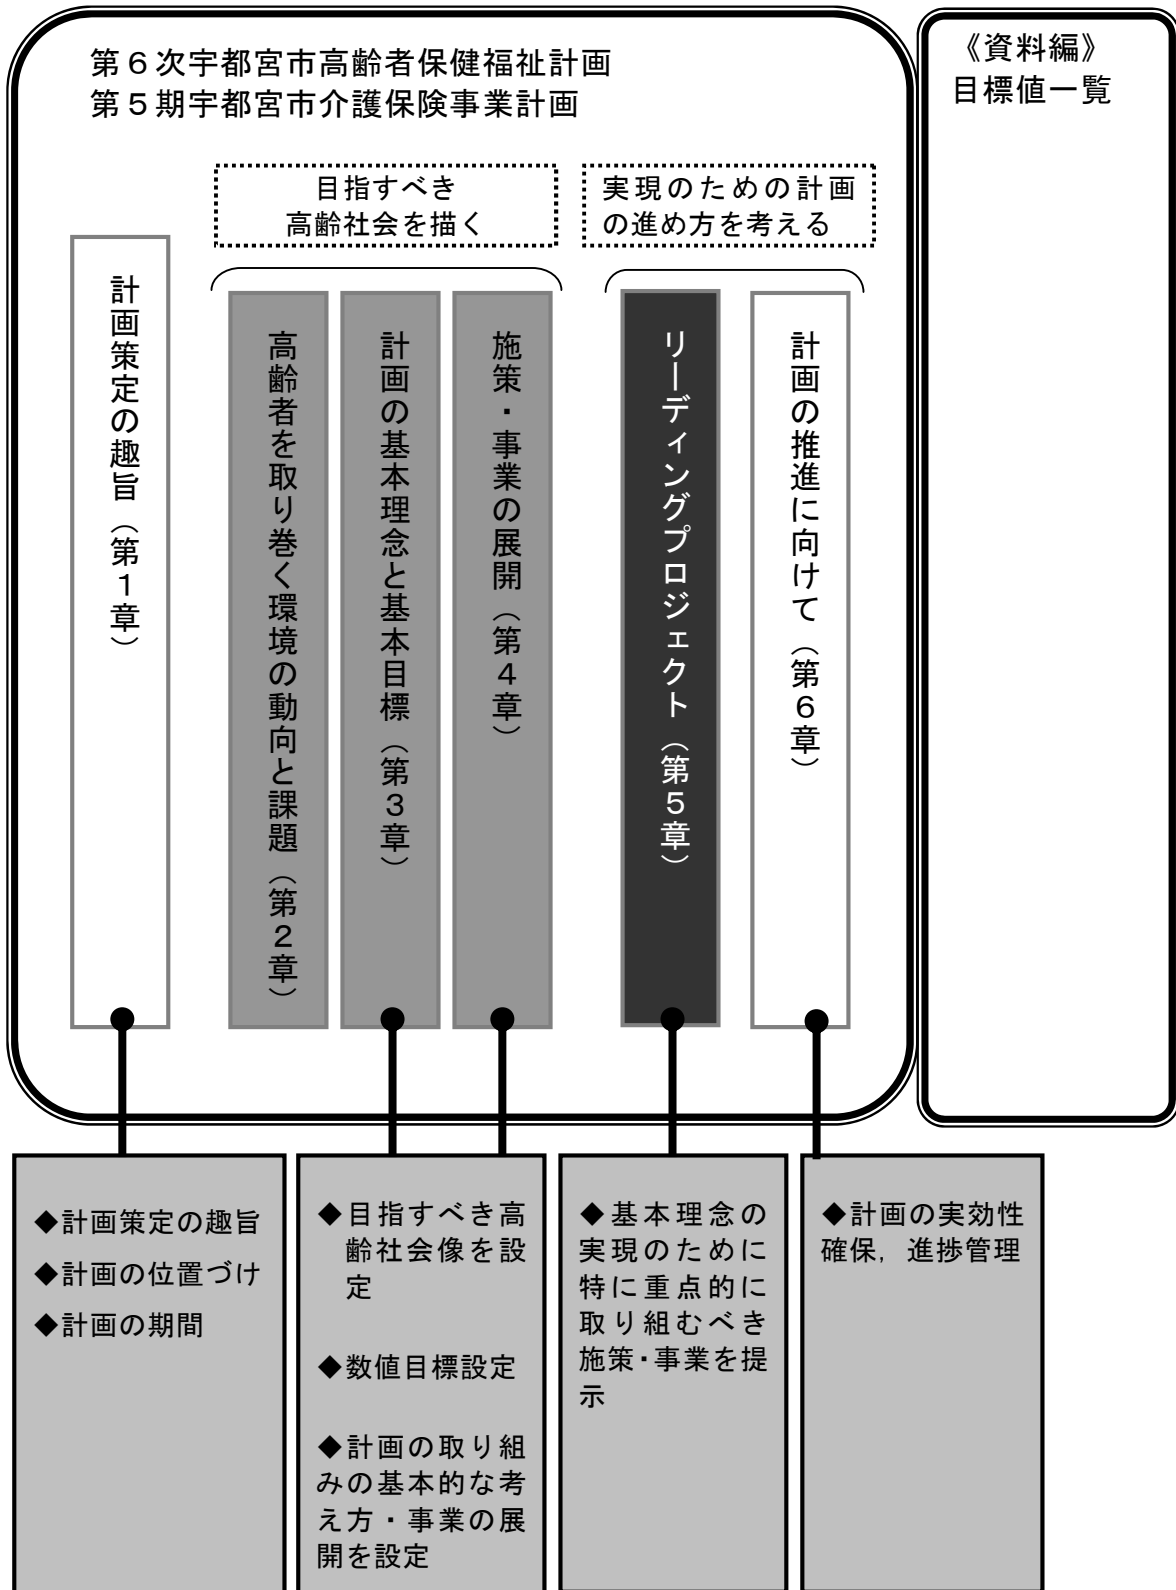 第６次宇都宮市高齢者保健福祉計画
第５期宇都宮市介護保険事業計画
《資料編》
目標値一覧
目指すべき
高齢社会を描く
実現のための計画
の進め方を考える
計画策定の趣旨（第１章）
高齢者を取り巻く環境の動向と課題（第２章）
計画の基本理念と基本目標（第３章）
施策・事業の展開（第４章）
リーディングプロジェクト（第５章）
計画の推進に向けて（第６章）
◆計画策定の趣旨
◆計画の位置づけ
◆計画の期間
◆目指すべき高
齢社会像を設
定
◆数値目標設定
◆計画の取り組
みの基本的な考
え方・事業の展
開を設定
◆基本理念の
実現のために
特に重点的に
取り組むべき
施策・事業を提
示
◆計画の実効性
確保，進捗管理